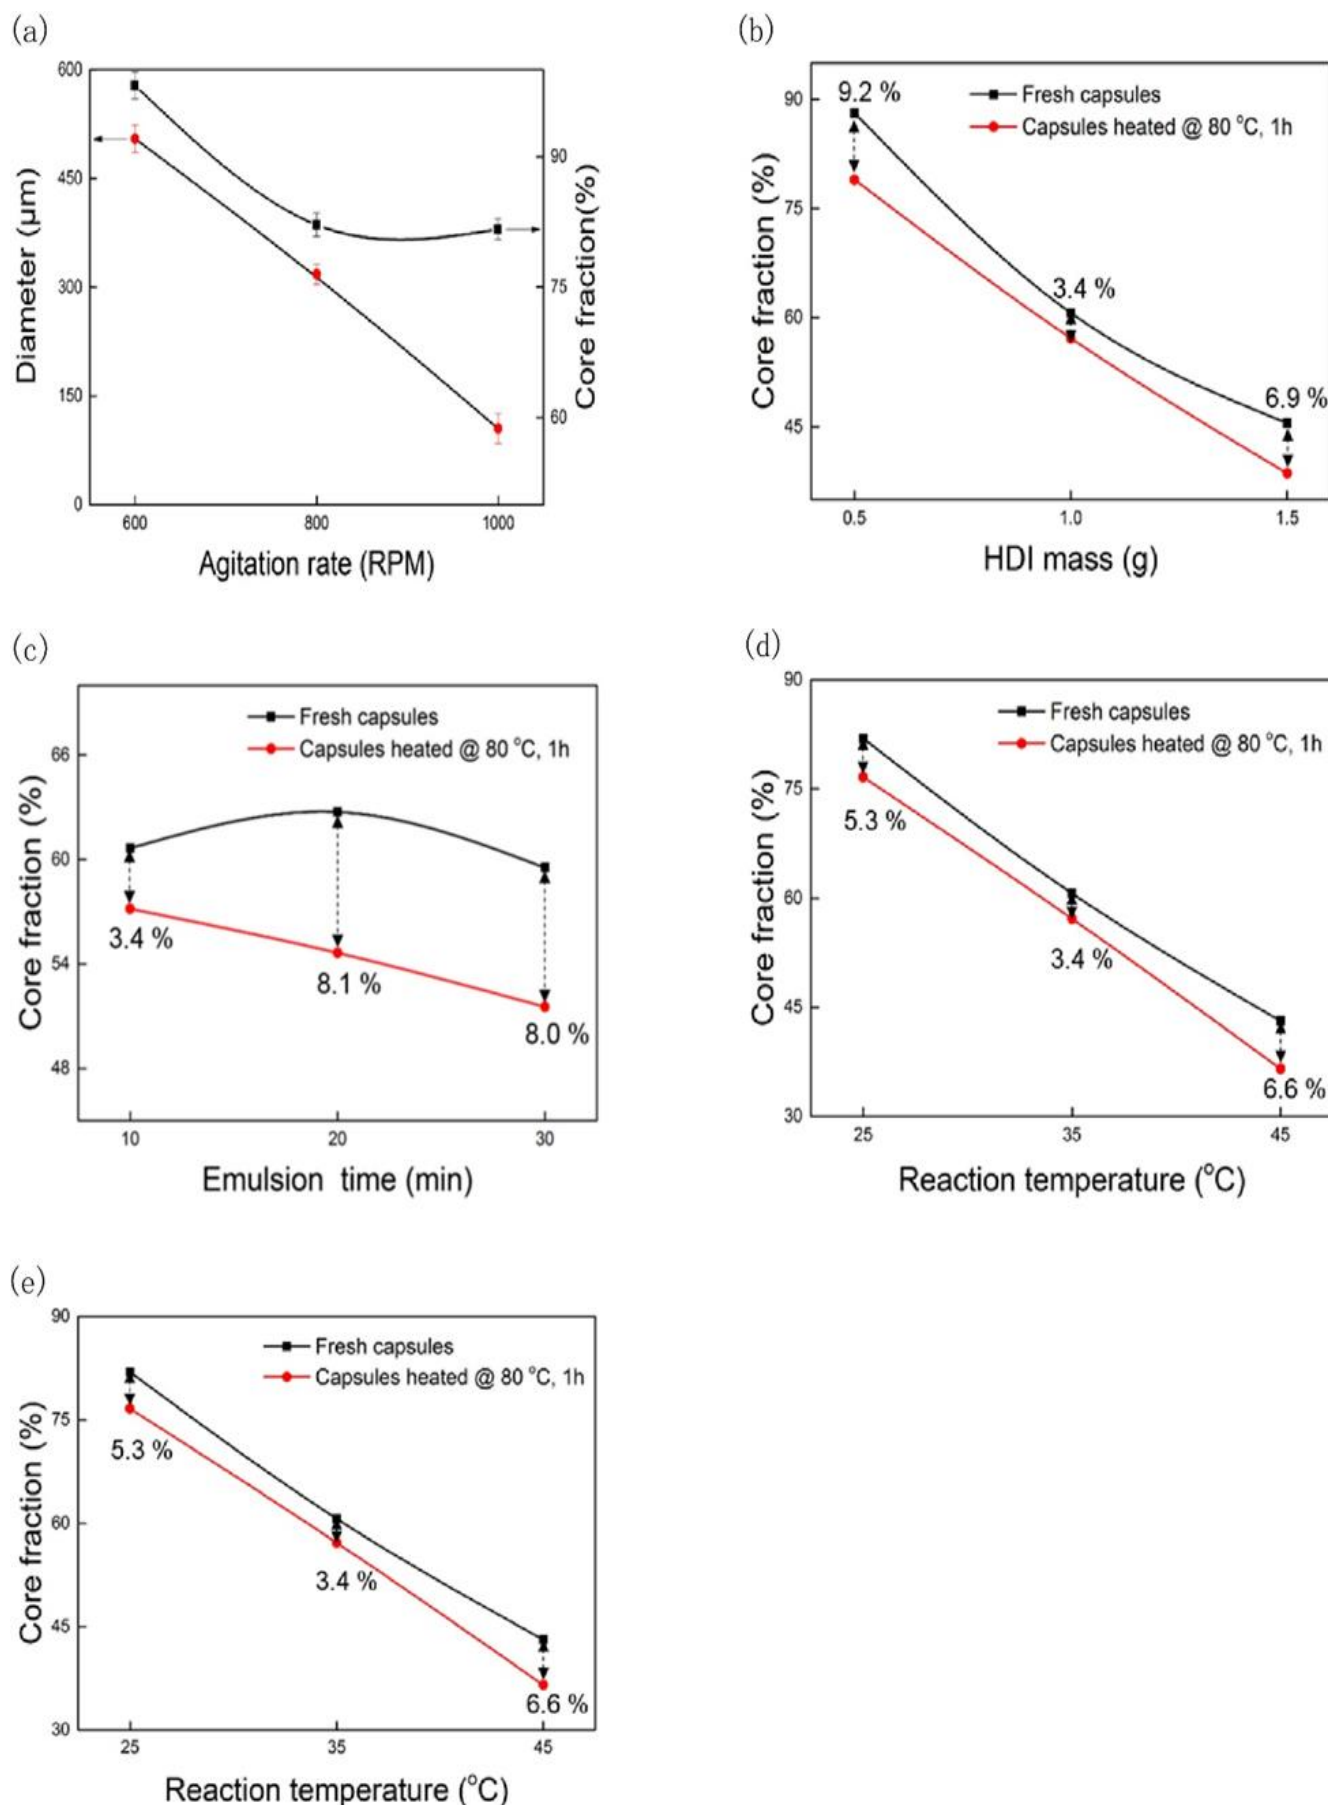 (a)
600
450
300
150
0
Diameter (μm)
90
75
60
Core fraction(%)
600 800 1000
Agitation rate (RPM)
(b)
90
75
60
45
Core fraction (%)
Fresh capsules
Capsules heated @ 80 °C, 1h
9.2 %
3.4 %
6.9 %
0.5 1.0 1.5
HDI mass (g)
(c)
66
60
54
48
Core fraction (%)
Fresh capsules
Capsules heated @ 80 °C, 1h
3.4 %
8.1 %
8.0 %
10 20 30
Emulsion time (min)
(d)
90
75
60
45
30
Core fraction (%)
Fresh capsules
Capsules heated @ 80 °C, 1h
5.3 %
3.4 %
6.6 %
25 35 45
Reaction temperature (°C)
(e)
90
75
60
45
30
Core fraction (%)
Fresh capsules
Capsules heated @ 80 °C, 1h
5.3 %
3.4 %
6.6 %
25 35 45
Reaction temperature (°C)